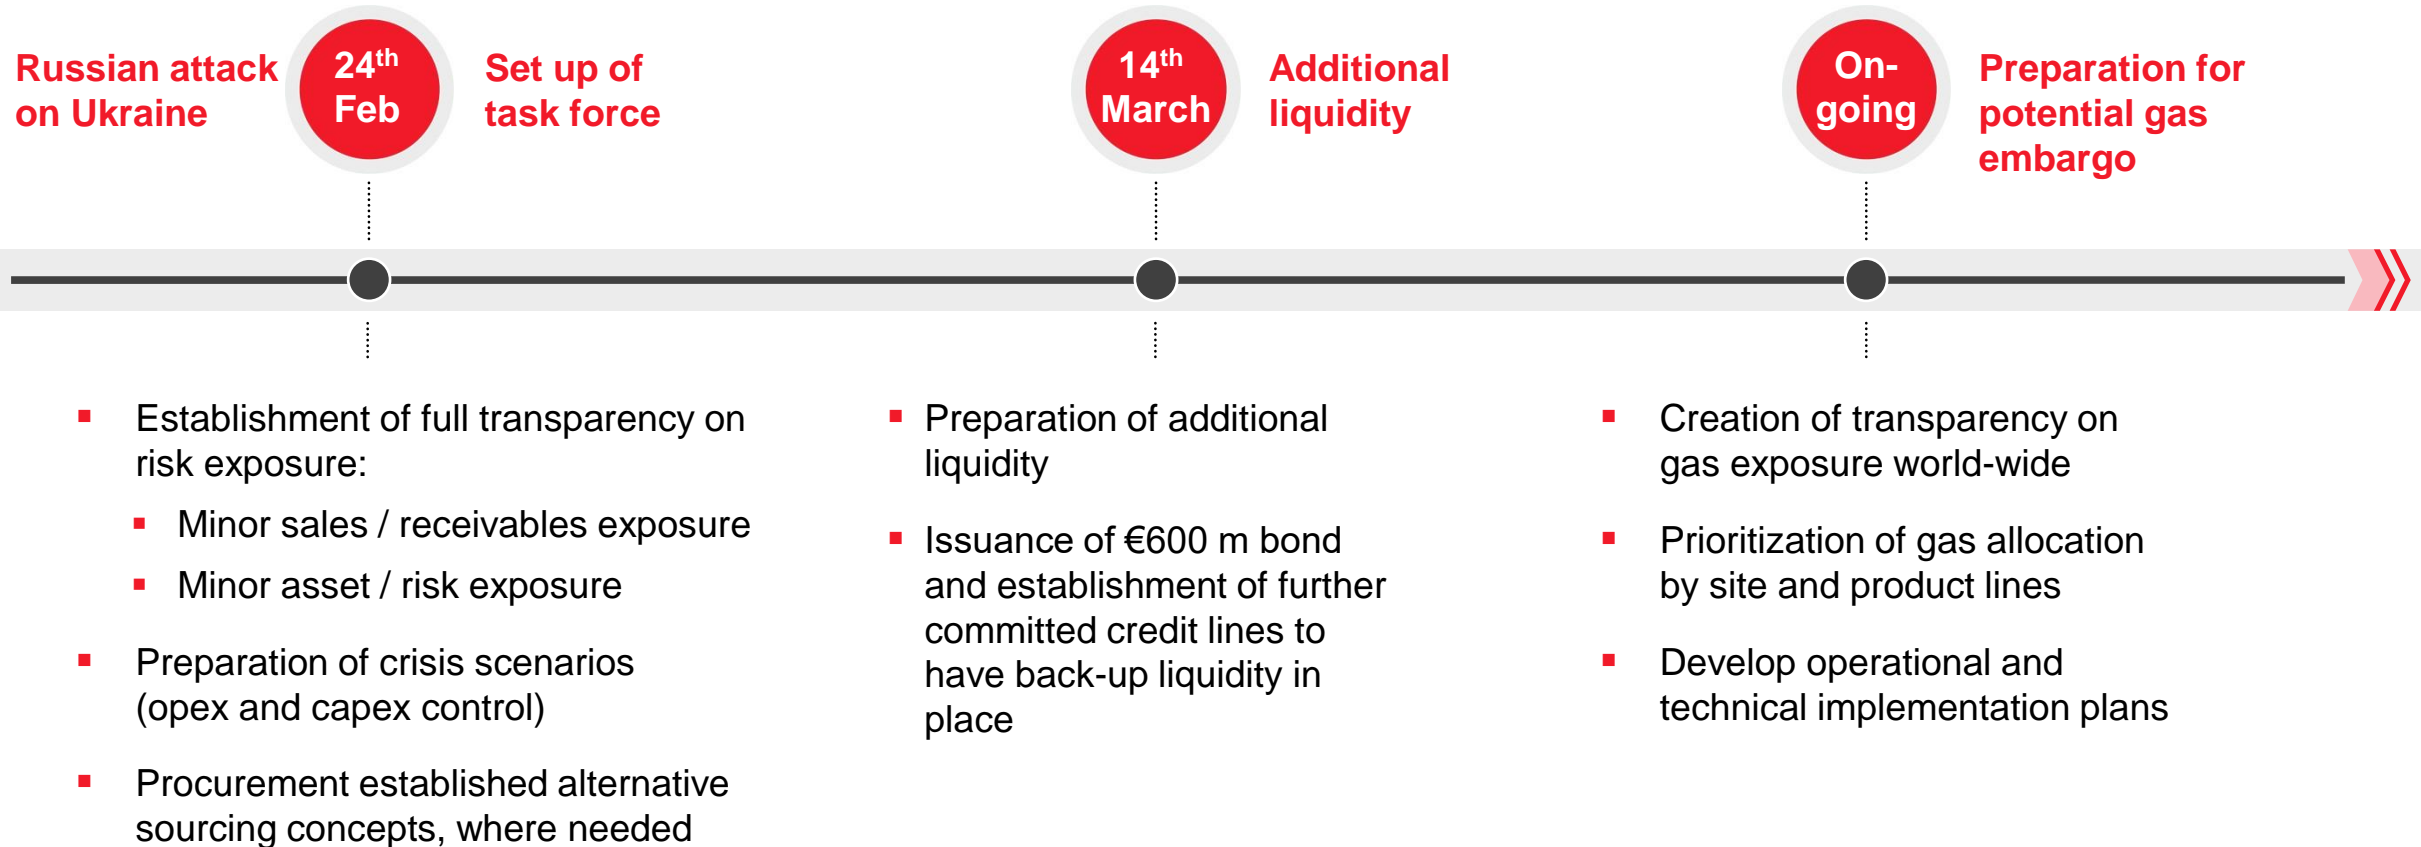 Russian attack
on Ukraine
24th
Feb
Set up of
task force
14th
March
Additional
liquidity
On-
going
Preparation for
potential gas
embargo
▪ Establishment of full transparency on
risk exposure:
▪ Minor sales / receivables exposure
▪ Minor asset / risk exposure
▪ Preparation of crisis scenarios
(opex and capex control)
▪ Procurement established alternative
sourcing concepts, where needed
▪ Preparation of additional
liquidity
▪ Issuance of €600 m bond
and establishment of further
committed credit lines to
have back-up liquidity in
place
▪ Creation of transparency on
gas exposure world-wide
▪ Prioritization of gas allocation
by site and product lines
▪ Develop operational and
technical implementation plans